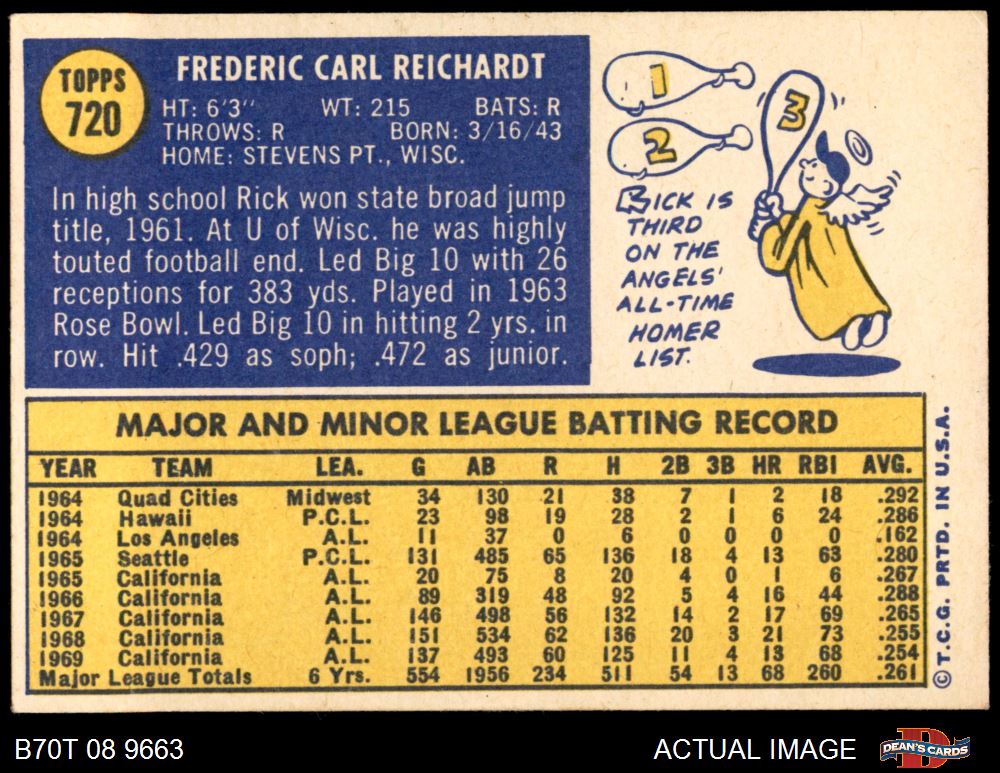 TOPPS
720
FREDERIC CARL REICHARDT
HT: 6'3" WT: 215 BATS: R
THROWS: R BORN: 3/16/43
HOME: STEVENS PT., WISC.
In high school Rick won state broad jump
title, 1961. At U of Wisc. he was highly
touted football end. Led Big 10 with 26
receptions for 383 yds. Played in 1963
Rose Bowl. Led Big 10 in hitting 2 yrs. in
row. Hit .429 as soph; .472 as junior.
1
2
3
RICK IS
THIRD
ON THE
ANGELS'
ALL-TIME
HOMER
LIST.
MAJOR AND MINOR LEAGUE BATTING RECORD
YEAR TEAM LEA. G AB R H 2B 3B HR RBI AVG.
1964 Quad Cities Midwest 34 130 21 38 7 1 2 18 .292
1964 Hawaii P.C.L. 23 98 19 28 2 1 6 24 .286
1964 Los Angeles A.L. 11 37 0 6 0 0 0 0 .162
1965 Seattle P.C.L. 131 485 65 136 18 4 13 63 .280
1965 California A.L. 20 75 8 20 4 0 1 6 .267
1966 California A.L. 89 319 48 92 5 4 16 44 .288
1967 California A.L. 146 498 56 132 14 2 17 69 .265
1968 California A.L. 151 534 62 136 20 3 21 73 .255
1969 California A.L. 137 493 60 125 11 4 13 68 .254
Major League Totals 6 Yrs. 554 1956 234 511 54 13 68 260 .261
©T.C.G. PRTD. IN U.S.A.
B70T 08 9663
ACTUAL IMAGE
DEAN'S CARDS